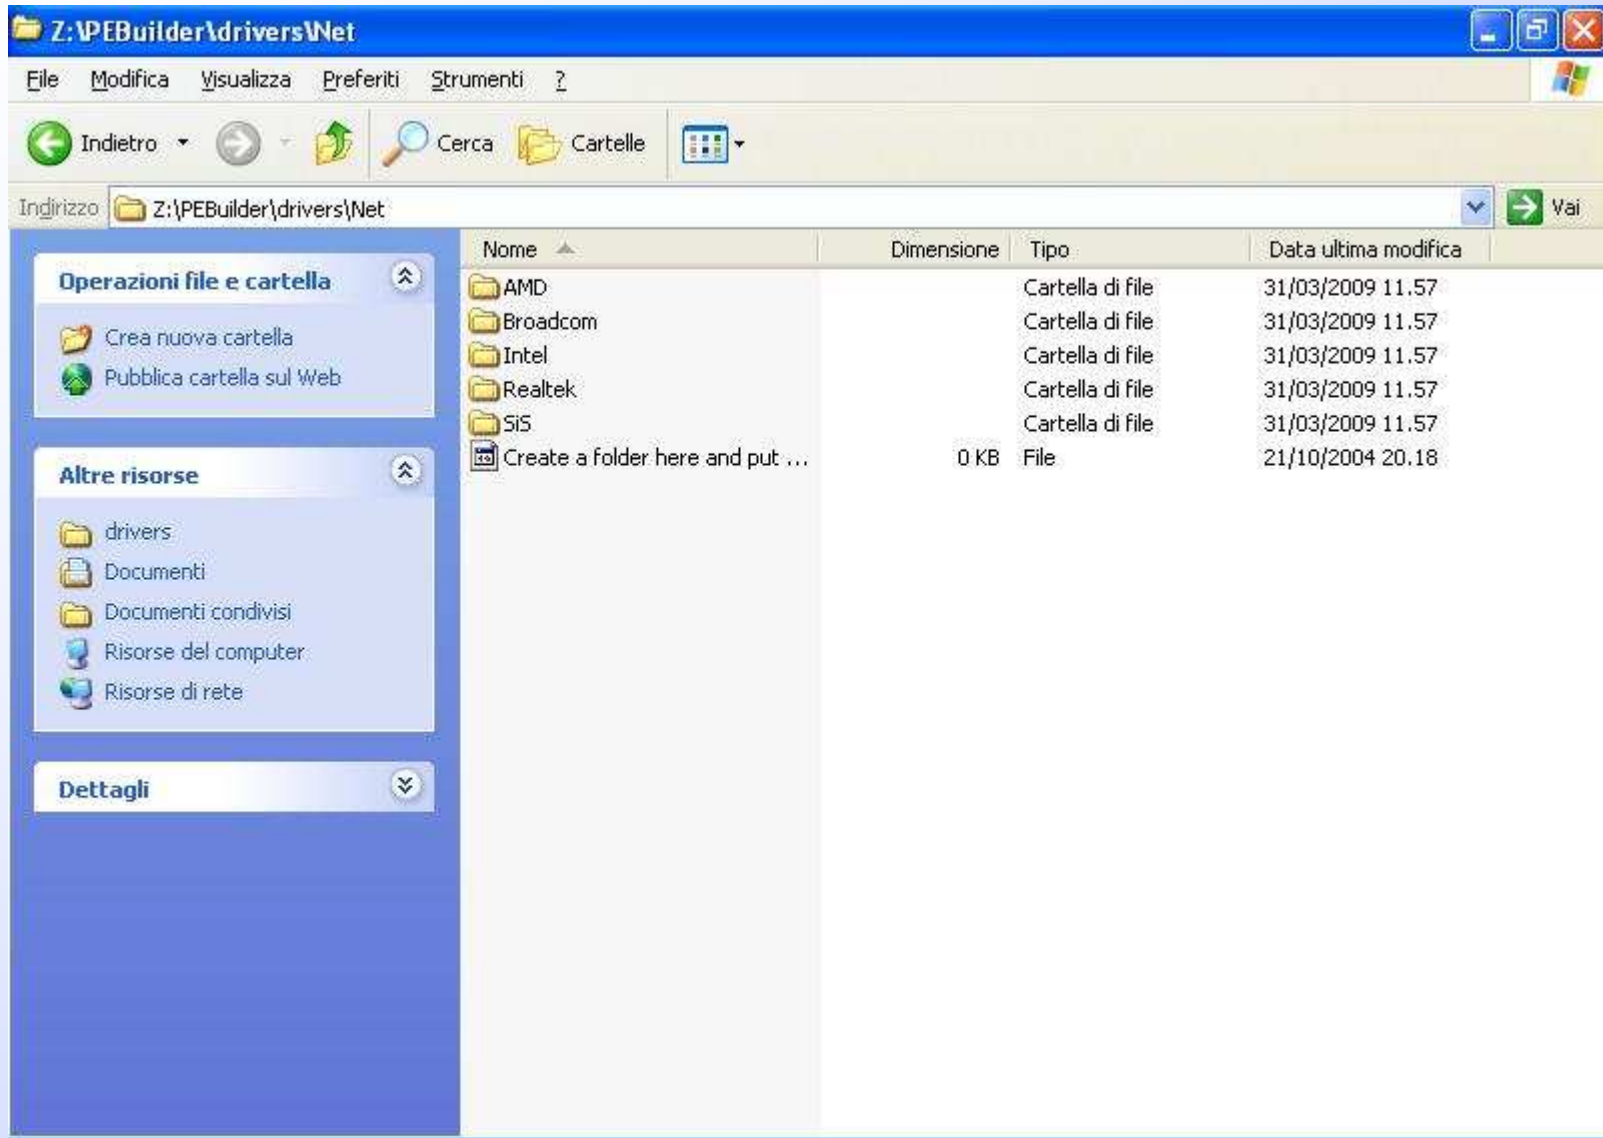 Z:\PEBuilder\drivers\Net
File Modifica Visualizza Preferiti Strumenti ?
Indietro Cerca Cartelle
Indirizzo Z:\PEBuilder\drivers\Net Vai
Operazioni file e cartella
Crea nuova cartella
Pubblica cartella sul Web
Altre risorse
drivers
Documenti
Documenti condivisi
Risorse del computer
Risorse di rete
Dettagli
Nome Dimensione Tipo Data ultima modifica
AMD Cartella di file 31/03/2009 11.57
Broadcom Cartella di file 31/03/2009 11.57
Intel Cartella di file 31/03/2009 11.57
Realtek Cartella di file 31/03/2009 11.57
SiS Cartella di file 31/03/2009 11.57
Create a folder here and put ... 0 KB File 21/10/2004 20.18